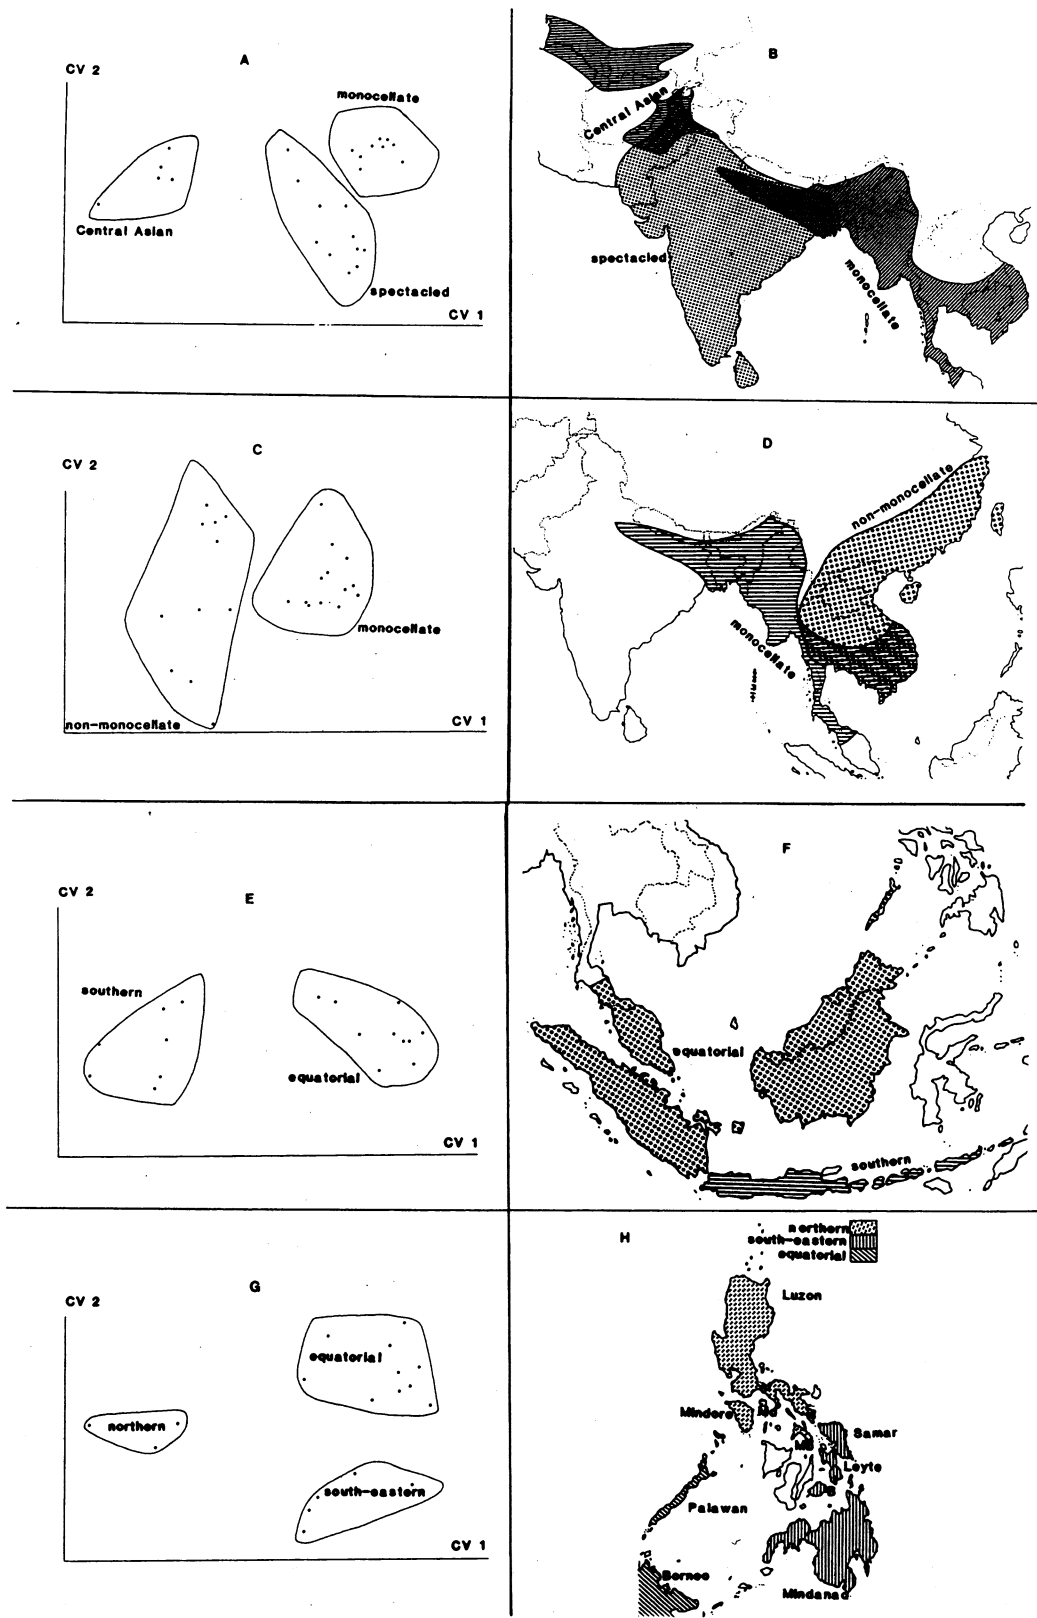 A
CV 2
monocellate
Central Asian
spectacled
CV 1
B
Central Asian
spectacled
monocellate
C
CV 2
monocellate
non-monocellate
CV 1
D
non-monocellate
monocellate
E
CV 2
southern
equatorial
CV 1
F
equatorial
southern
G
CV 2
equatorial
northern
south-eastern
CV 1
H
northern
south-eastern
equatorial
Luzon
Mindoro
Samar
Leyte
B
Palawan
Borneo
Mindanao